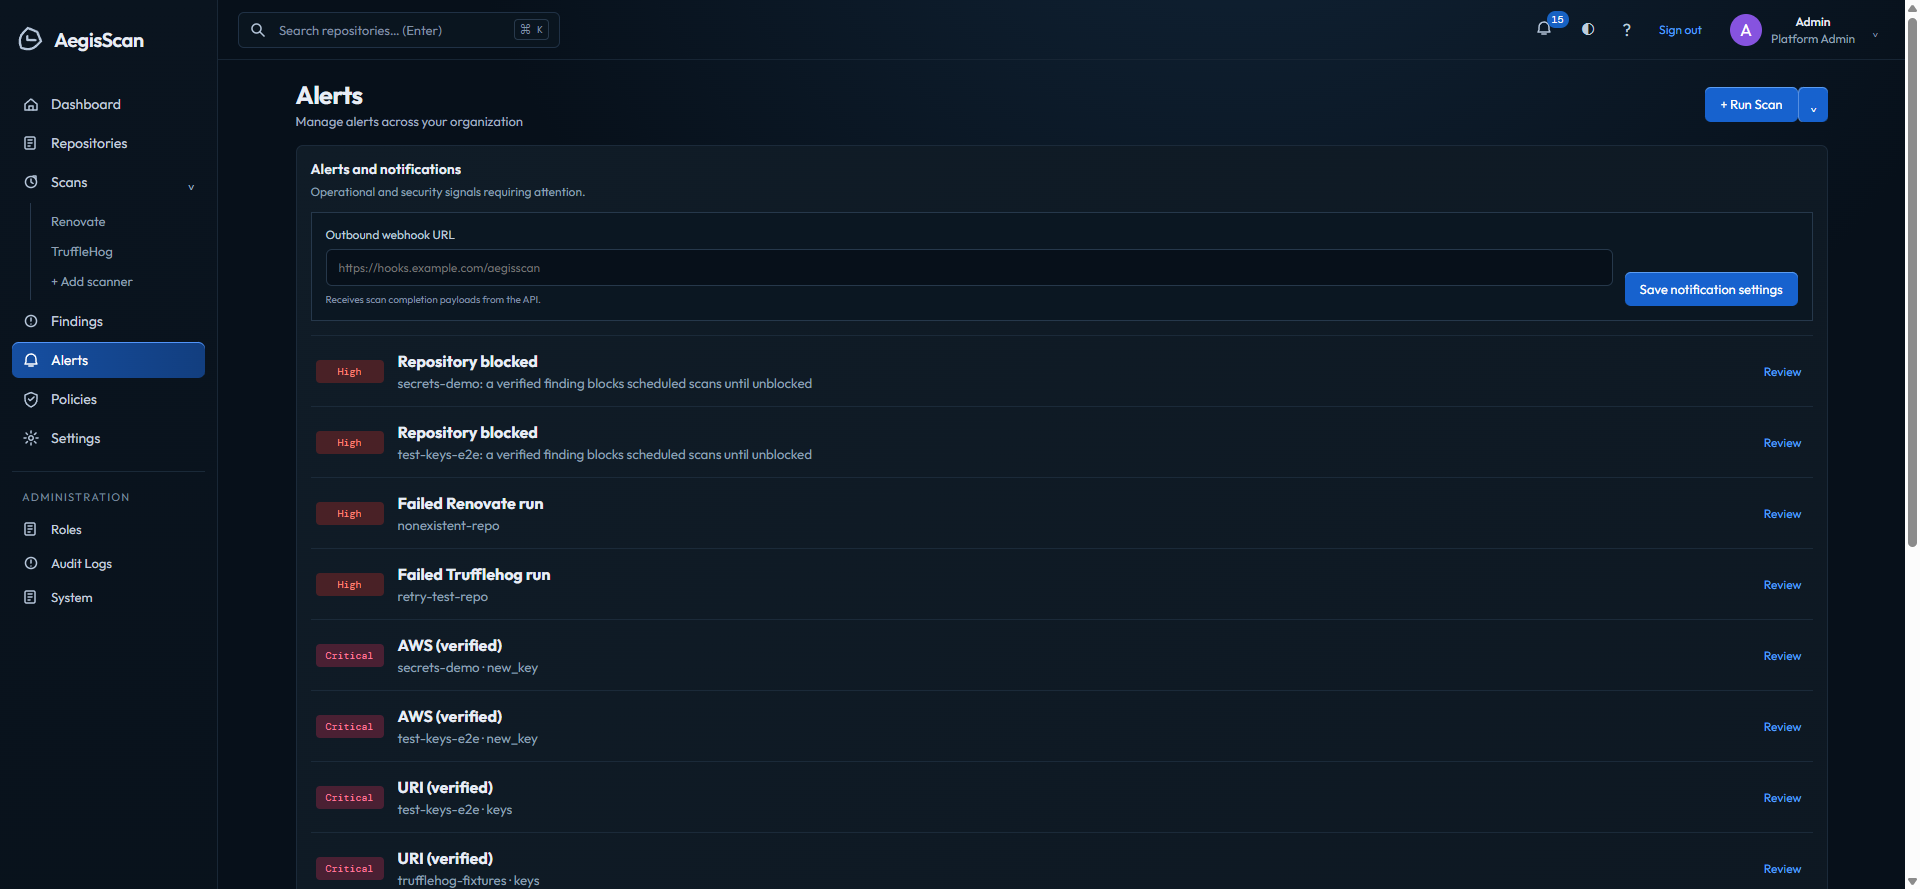 AegisScan
Search repositories... (Enter)
⌘ K
15
?
Sign out
A
Admin
Platform Admin
Dashboard
Repositories
Scans
Renovate
TruffleHog
+ Add scanner
Findings
Alerts
Policies
Settings
ADMINISTRATION
Roles
Audit Logs
System
Alerts
Manage alerts across your organization
+ Run Scan
Alerts and notifications
Operational and security signals requiring attention.
Outbound webhook URL
https://hooks.example.com/aegisscan
Receives scan completion payloads from the API.
Save notification settings
High
Repository blocked
secrets-demo: a verified finding blocks scheduled scans until unblocked
Review
High
Repository blocked
test-keys-e2e: a verified finding blocks scheduled scans until unblocked
Review
High
Failed Renovate run
nonexistent-repo
Review
High
Failed Trufflehog run
retry-test-repo
Review
Critical
AWS (verified)
secrets-demo · new_key
Review
Critical
AWS (verified)
test-keys-e2e · new_key
Review
Critical
URI (verified)
test-keys-e2e · keys
Review
Critical
URI (verified)
trufflehog-fixtures · keys
Review